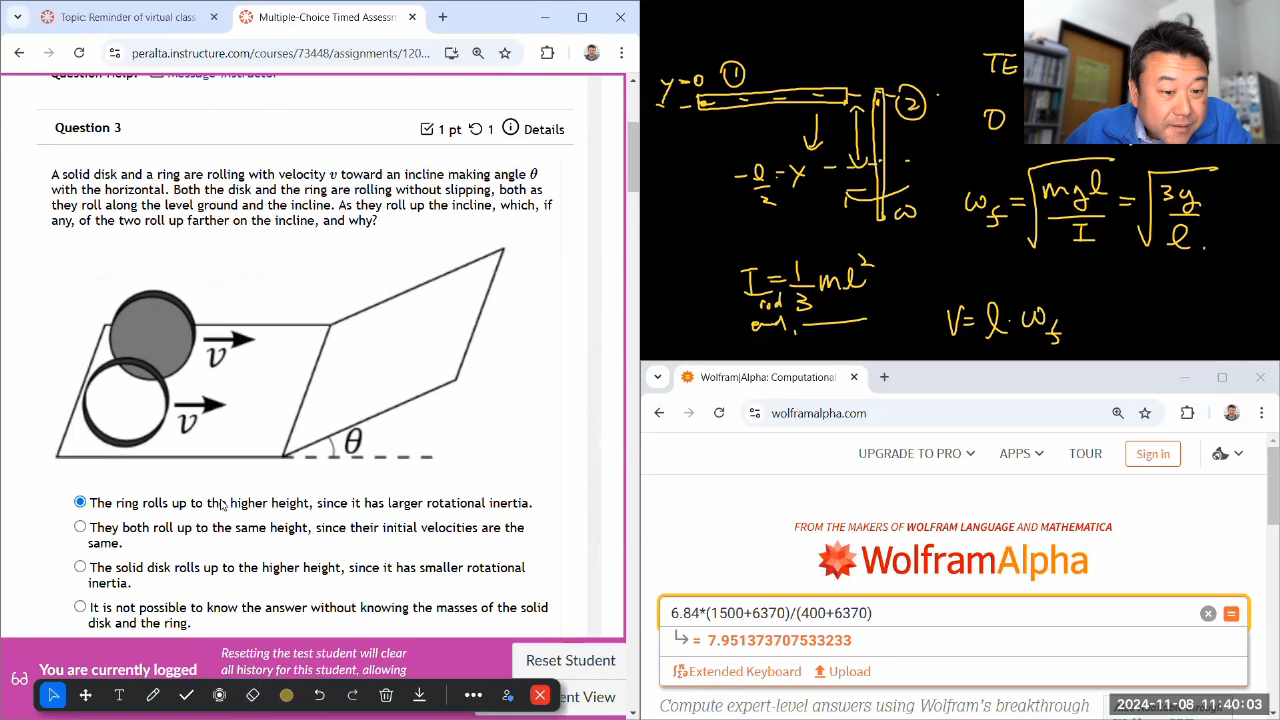 Topic: Reminder of virtual class
Multiple-Choice Timed Assessm
peralta.instructure.com/courses/73448/assignments/120...
Question Help: Message instructor
Question 3
1 pt 1 Details
A solid disk and a ring are rolling with velocity v toward an incline making angle θ
with the horizontal. Both the disk and the ring are rolling without slipping, both as
they roll along the level ground and the incline. As they roll up the incline, which, if
any, of the two roll up farther on the incline, and why?
v
v
θ
The ring rolls up to the higher height, since it has larger rotational inertia.
They both roll up to the same height, since their initial velocities are the
same.
The solid disk rolls up to the higher height, since it has smaller rotational
inertia.
It is not possible to know the answer without knowing the masses of the solid
disk and the ring.
You are currently logged
Resetting the test student will clear
all history for this student, allowing
Reset Student
ent View
y=0 ①
②
TE
0
-l/2 = y
ω
ω_f = √(mgl/I) = √(3g/l).
I = 1/3 ml²
rod
end.
V = l · ω_f
Wolfram|Alpha: Computational
wolframalpha.com
UPGRADE TO PRO APPS TOUR Sign in
FROM THE MAKERS OF WOLFRAM LANGUAGE AND MATHEMATICA
WolframAlpha
6.84*(1500+6370)/(400+6370)
= 7.951373707533233
Extended Keyboard Upload
Compute expert-level answers using Wolfram's breakthrough
2024-11-08 11:40:03